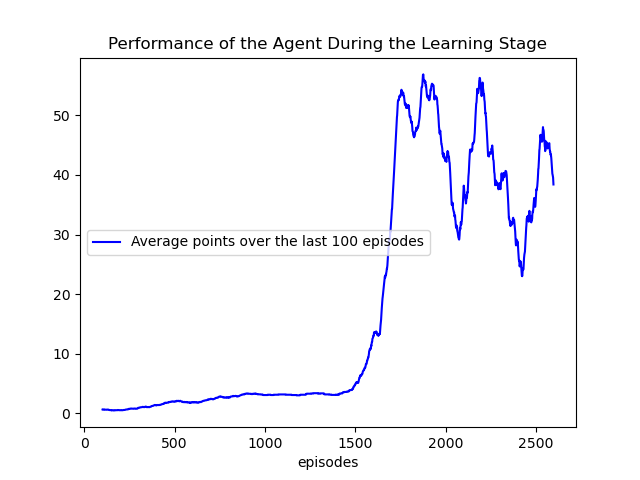 Performance of the Agent During the Learning Stage
50
40
30
20
10
0
Average points over the last 100 episodes
0 500 1000 1500 2000 2500
episodes